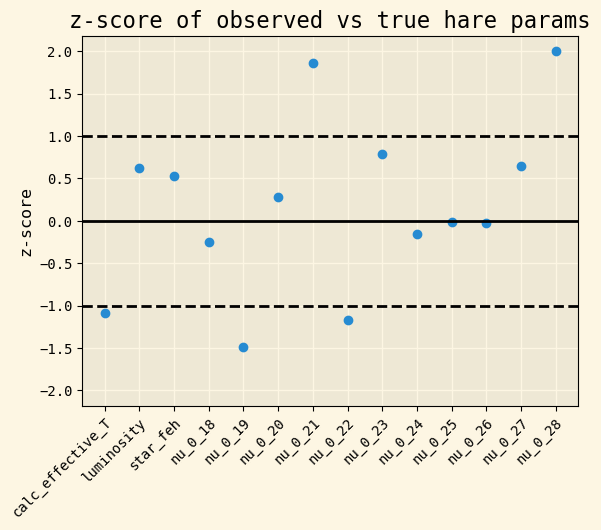 z-score of observed vs true hare params
2.0
1.5
1.0
0.5
0.0
−0.5
−1.0
−1.5
−2.0
z-score
calc_effective_T
luminosity
star_feh
nu_0_18
nu_0_19
nu_0_20
nu_0_21
nu_0_22
nu_0_23
nu_0_24
nu_0_25
nu_0_26
nu_0_27
nu_0_28